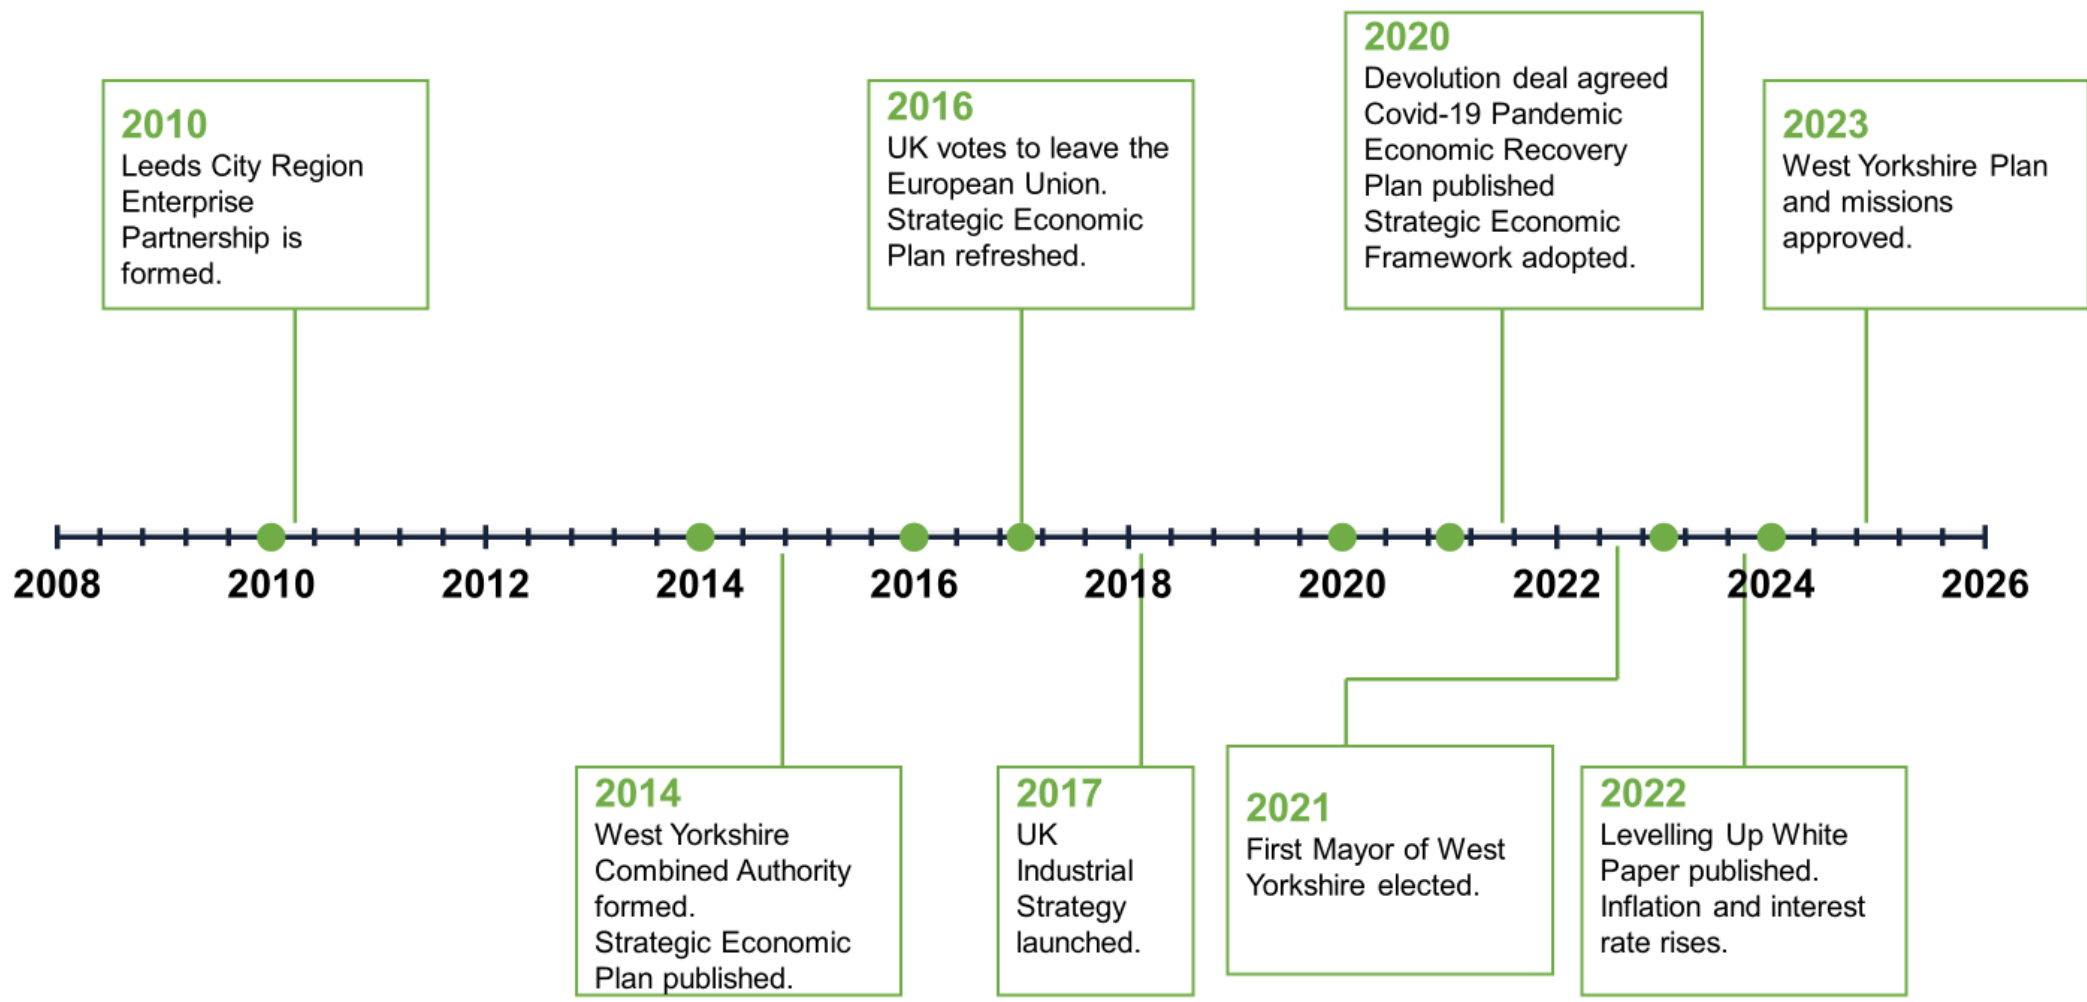 2010
Leeds City Region
Enterprise
Partnership is
formed.
2016
UK votes to leave the
European Union.
Strategic Economic
Plan refreshed.
2020
Devolution deal agreed
Covid-19 Pandemic
Economic Recovery
Plan published
Strategic Economic
Framework adopted.
2023
West Yorkshire Plan
and missions
approved.
2008 2010 2012 2014 2016 2018 2020 2022 2024 2026
2014
West Yorkshire
Combined Authority
formed.
Strategic Economic
Plan published.
2017
UK
Industrial
Strategy
launched.
2021
First Mayor of West
Yorkshire elected.
2022
Levelling Up White
Paper published.
Inflation and interest
rate rises.